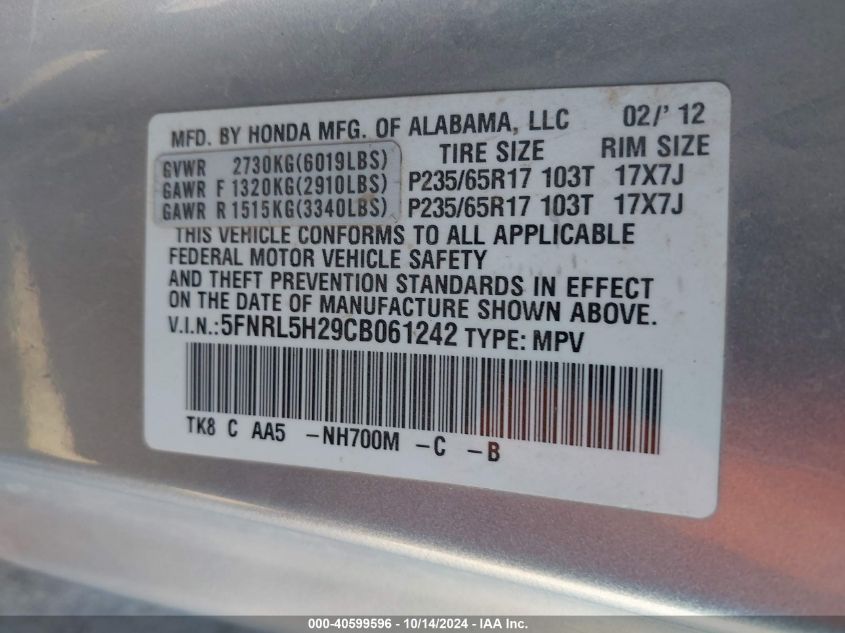 MFD. BY HONDA MFG. OF ALABAMA, LLC 02/' 12
GVWR 2730KG(6019LBS) TIRE SIZE RIM SIZE
GAWR F 1320KG(2910LBS) P235/65R17 103T 17X7J
GAWR R 1515KG(3340LBS) P235/65R17 103T 17X7J
THIS VEHICLE CONFORMS TO ALL APPLICABLE
FEDERAL MOTOR VEHICLE SAFETY
AND THEFT PREVENTION STANDARDS IN EFFECT
ON THE DATE OF MANUFACTURE SHOWN ABOVE.
V.I.N.:5FNRL5H29CB061242 TYPE: MPV
TK8 C AA5 -NH700M -C -B
000-40599596 - 10/14/2024 - IAA Inc.